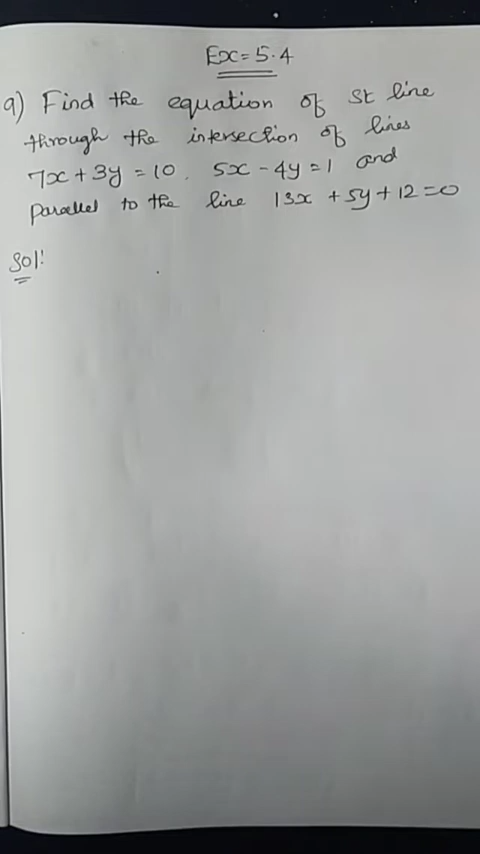 Ex = 5.4
9) Find the equation of St line
through the intersection of lines
7x + 3y = 10, 5x - 4y = 1 and
parallel to the line 13x + 5y + 12 = 0
Sol: